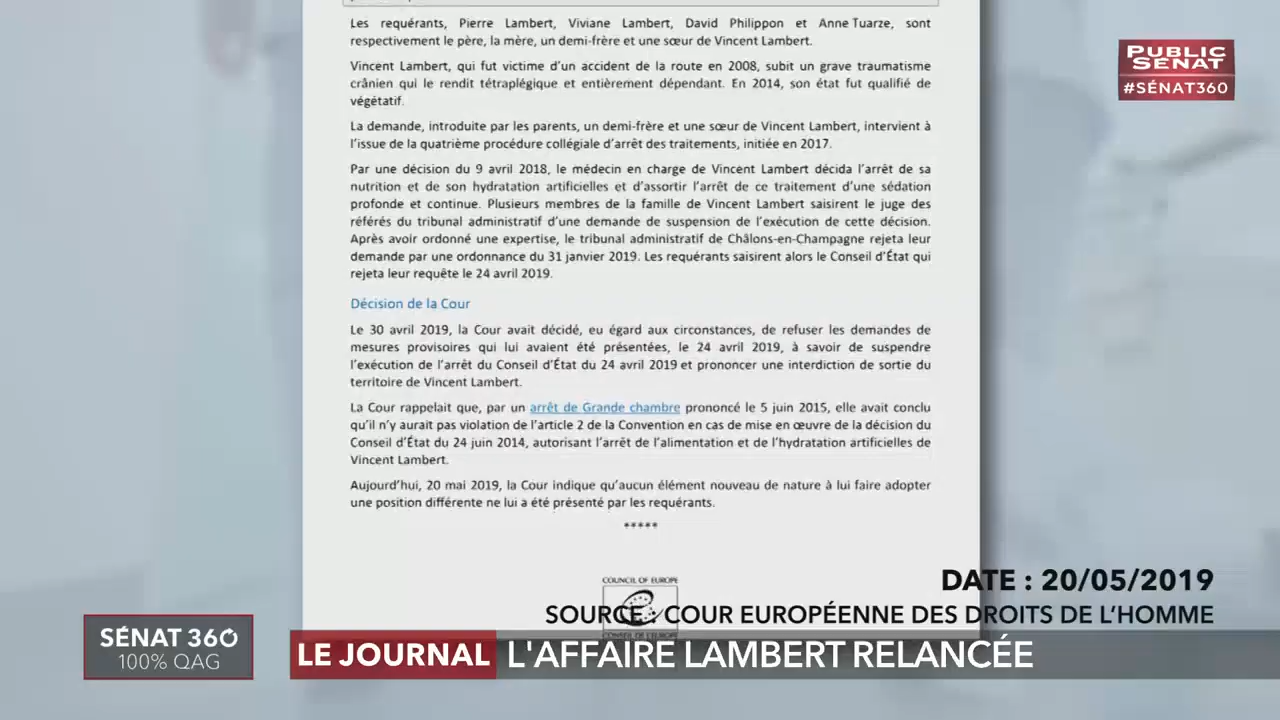 Les requérants, Pierre Lambert, Viviane Lambert, David Philippon et Anne Tuarze, sont
respectivement le père, la mère, un demi-frère et une sœur de Vincent Lambert.
Vincent Lambert, qui fut victime d'un accident de la route en 2008, subit un grave traumatisme
crânien qui le rendit tétraplégique et entièrement dépendant. En 2014, son état fut qualifié de
végétatif.
La demande, introduite par les parents, un demi-frère et une sœur de Vincent Lambert, intervient à
l'issue de la quatrième procédure collégiale d'arrêt des traitements, initiée en 2017.
Par une décision du 9 avril 2018, le médecin en charge de Vincent Lambert décida l'arrêt de sa
nutrition et de son hydratation artificielles et d'assortir l'arrêt de ce traitement d'une sédation
profonde et continue. Plusieurs membres de la famille de Vincent Lambert saisirent le juge des
référés du tribunal administratif d'une demande de suspension de l'exécution de cette décision.
Après avoir ordonné une expertise, le tribunal administratif de Châlons-en-Champagne rejeta leur
demande par une ordonnance du 31 janvier 2019. Les requérants saisirent alors le Conseil d'État qui
rejeta leur requête le 24 avril 2019.
Décision de la Cour
Le 30 avril 2019, la Cour avait décidé, eu égard aux circonstances, de refuser les demandes de
mesures provisoires qui lui avaient été présentées, le 24 avril 2019, à savoir de suspendre
l'exécution de l'arrêt du Conseil d'État du 24 avril 2019 et prononcer une interdiction de sortie du
territoire de Vincent Lambert.
La Cour rappelait que, par un arrêt de Grande chambre prononcé le 5 juin 2015, elle avait conclu
qu'il n'y aurait pas violation de l'article 2 de la Convention en cas de mise en œuvre de la décision du
Conseil d'État du 24 juin 2014, autorisant l'arrêt de l'alimentation et de l'hydratation artificielles de
Vincent Lambert.
Aujourd'hui, 20 mai 2019, la Cour indique qu'aucun élément nouveau de nature à lui faire adopter
une position différente ne lui a été présenté par les requérants.
*****
COUNCIL OF EUROPE
CONSEIL DE L'EUROPE
PUBLIC
SENAT
#SÉNAT360
DATE : 20/05/2019
SOURCE : COUR EUROPÉENNE DES DROITS DE L'HOMME
SÉNAT 360
100% QAG
LE JOURNAL L'AFFAIRE LAMBERT RELANCÉE